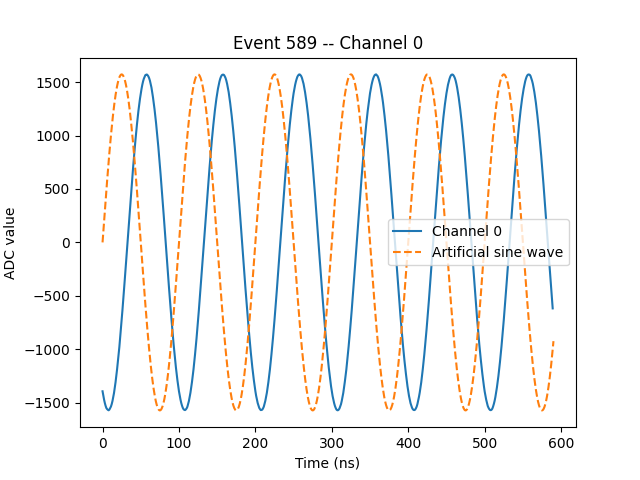 Event 589 -- Channel 0
ADC value
1500
1000
500
0
−500
−1000
−1500
Channel 0
Artificial sine wave
0 100 200 300 400 500 600
Time (ns)